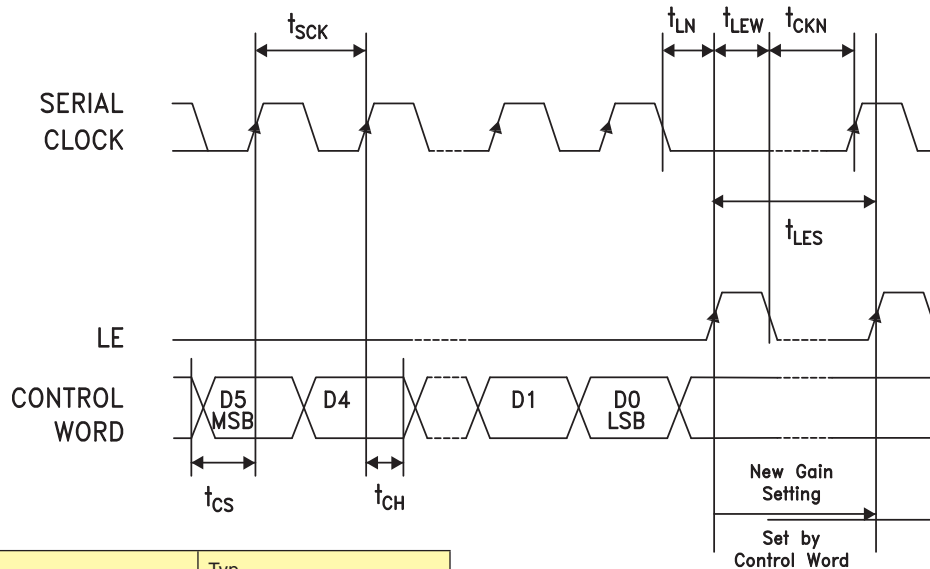 tSCK
tLN tLEW tCKN
SERIAL
CLOCK
tLES
LE
CONTROL
WORD
D5
MSB
D4
D1
D0
LSB
tCS
tCH
New Gain
Setting
Set by
Control Word
Typ